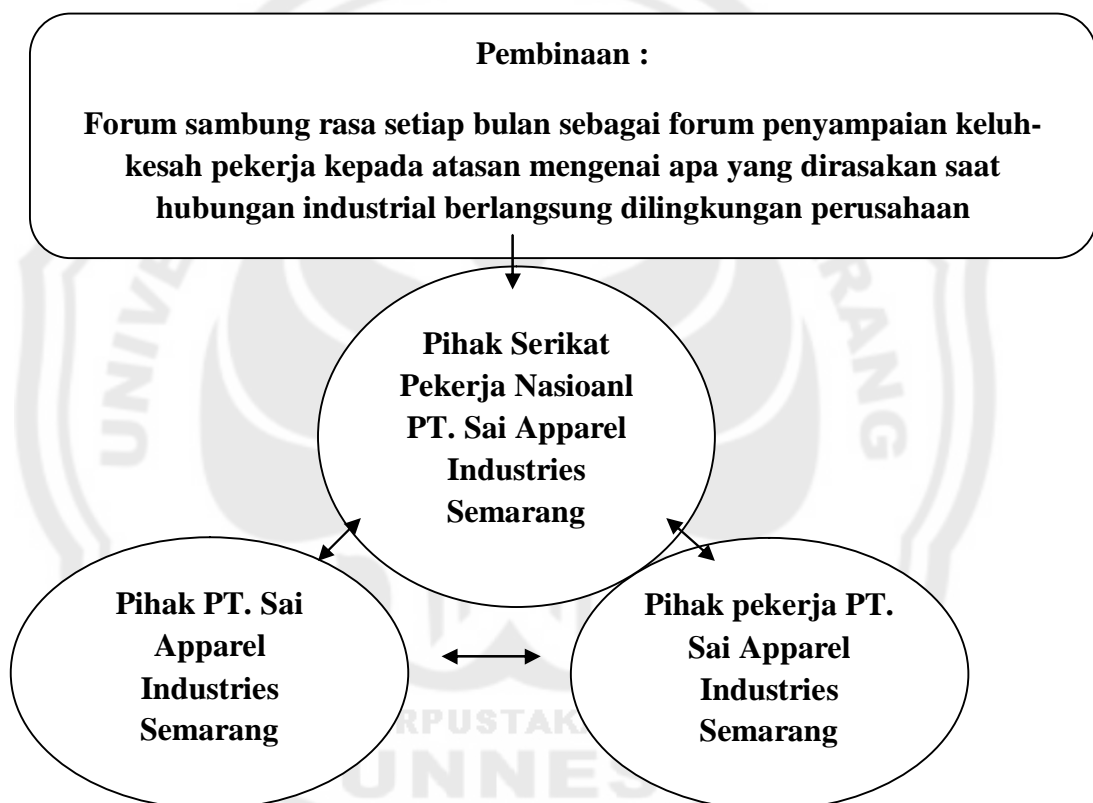 Pembinaan :
Forum sambung rasa setiap bulan sebagai forum penyampaian keluh-
kesah pekerja kepada atasan mengenai apa yang dirasakan saat
hubungan industrial berlangsung dilingkungan perusahaan
Pihak Serikat
Pekerja Nasioanl
PT. Sai Apparel
Industries
Semarang
Pihak PT. Sai
Apparel
Industries
Semarang
Pihak pekerja PT.
Sai Apparel
Industries
Semarang
UNNES